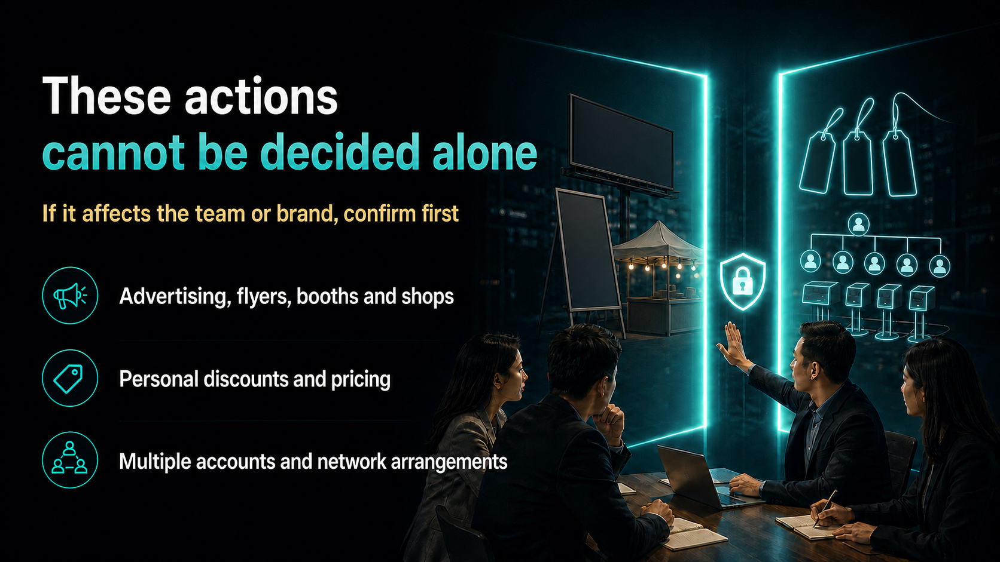 These actions
cannot be decided alone
If it affects the team or brand, confirm first
Advertising, flyers, booths and shops
Personal discounts and pricing
Multiple accounts and network arrangements